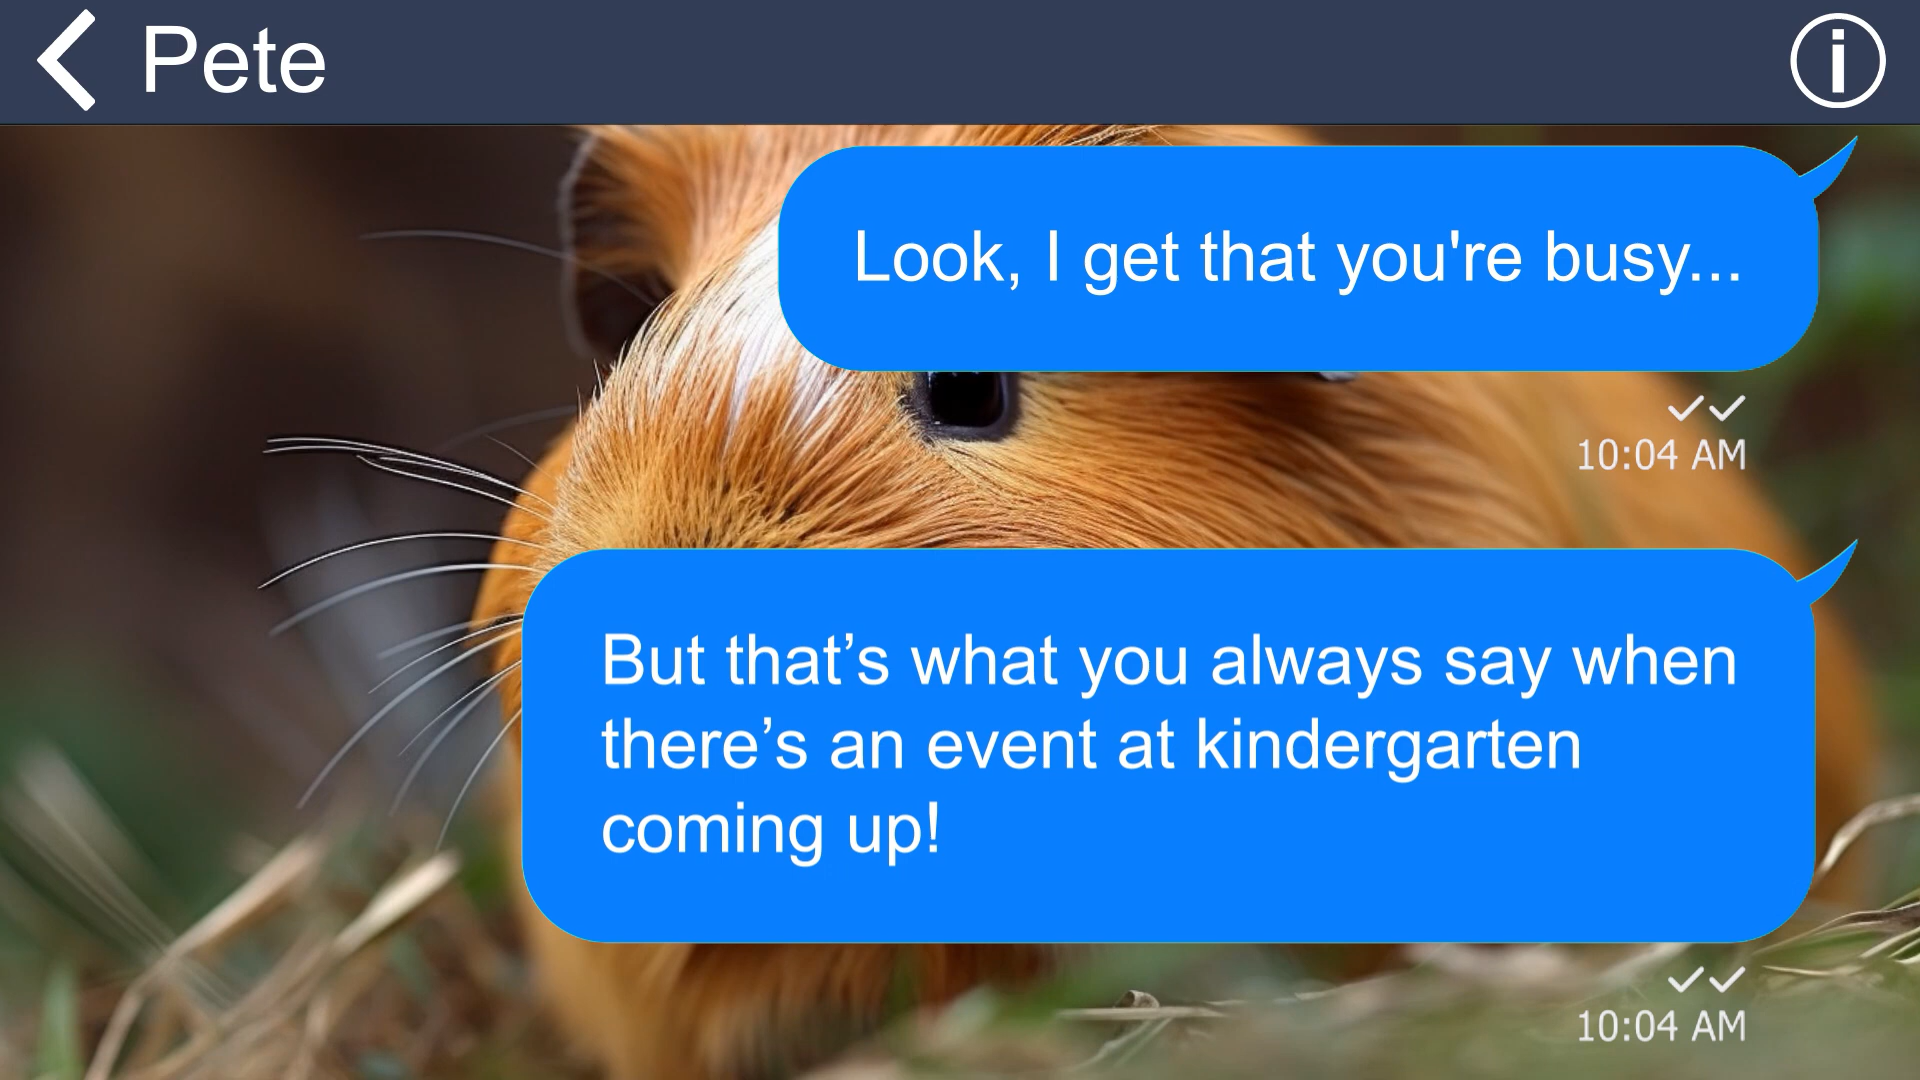 Pete
Look, I get that you're busy...
10:04 AM
But that’s what you always say when
there’s an event at kindergarten
coming up!
10:04 AM